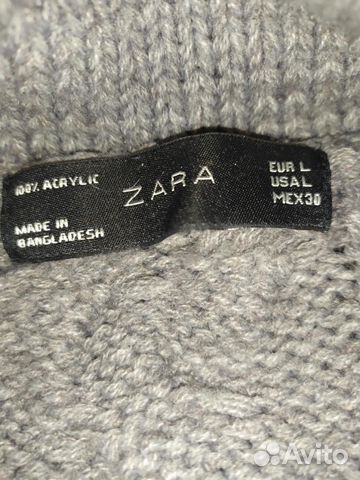 100% ACRYLIC
MADE IN
BANGLADESH
ZARA
EUR L
USA L
MEX 30
Avito